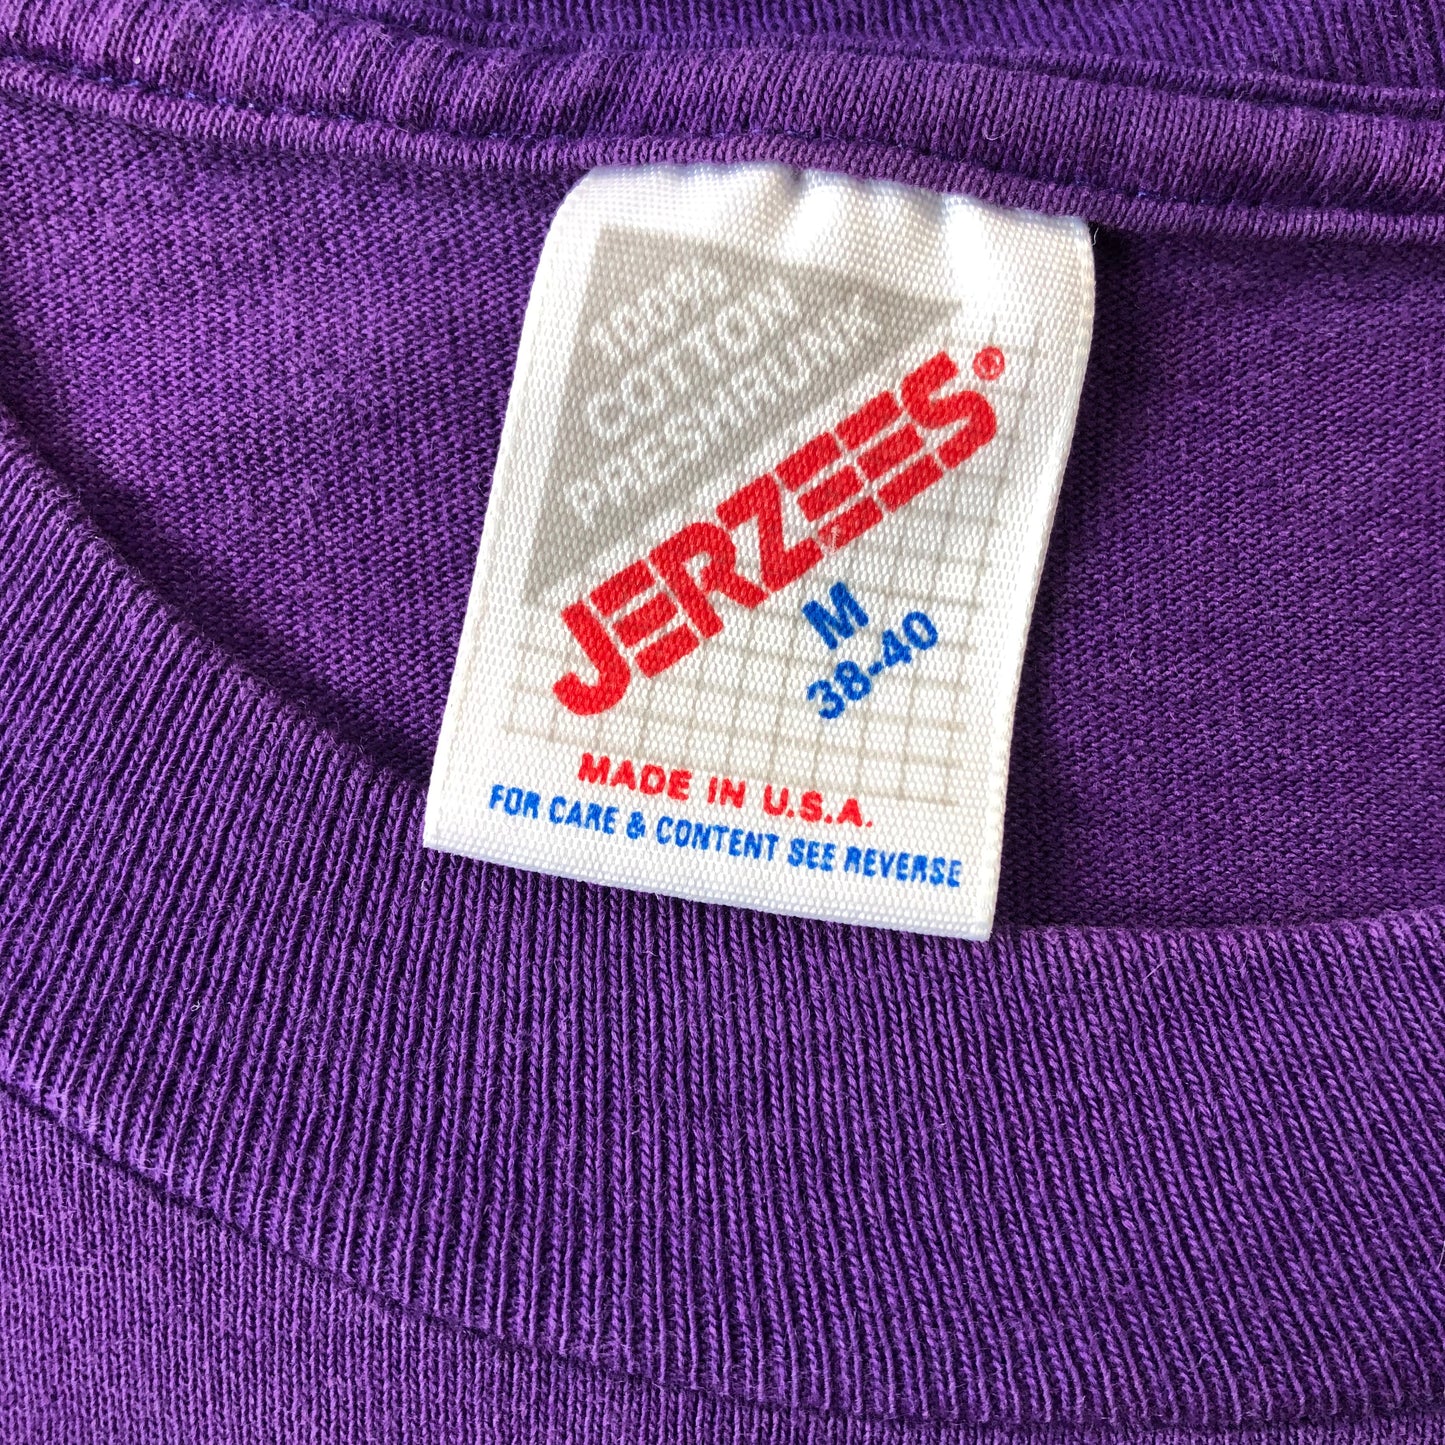 100%
COTTON
PRESHRUNK
JERZEES®
M
38-40
MADE IN U.S.A.
FOR CARE & CONTENT SEE REVERSE